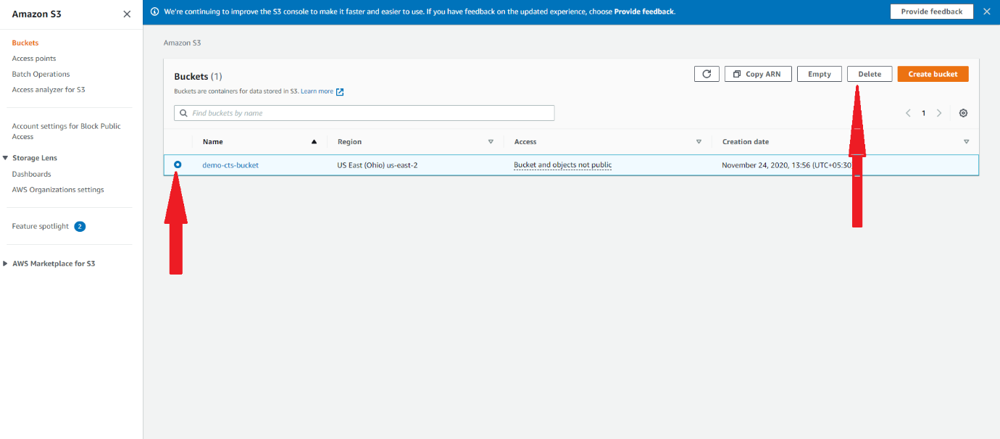 Amazon S3
We're continuing to improve the S3 console to make it faster and easier to use. If you have feedback on the updated experience, choose Provide feedback.
Provide feedback
Buckets
Access points
Batch Operations
Access analyzer for S3
Account settings for Block Public
Access
Storage Lens
Dashboards
AWS Organizations settings
Feature spotlight 2
AWS Marketplace for S3
Amazon S3
Buckets (1)
Copy ARN Empty Delete Create bucket
Buckets are containers for data stored in S3. Learn more
Find buckets by name
1
Name Region Access Creation date
demo-cts-bucket US East (Ohio) us-east-2 Bucket and objects not public November 24, 2020, 13:56 (UTC+05:30